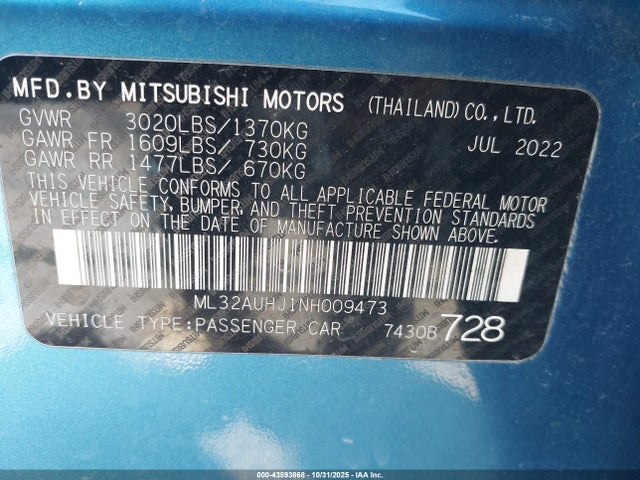 MFD.BY MITSUBISHI MOTORS (THAILAND)CO.,LTD.
GVWR 3020LBS/1370KG JUL 2022
GAWR FR 1609LBS/ 730KG
GAWR RR 1477LBS/ 670KG
THIS VEHICLE CONFORMS TO ALL APPLICABLE FEDERAL MOTOR
VEHICLE SAFETY, BUMPER, AND THEFT PREVENTION STANDARDS
IN EFFECT ON THE DATE OF MANUFACTURE SHOWN ABOVE.
ML32AUHJ1NH009473
VEHICLE TYPE:PASSENGER CAR 7430B 728
000-43593868 • 10/31/2025 • IAA Inc.